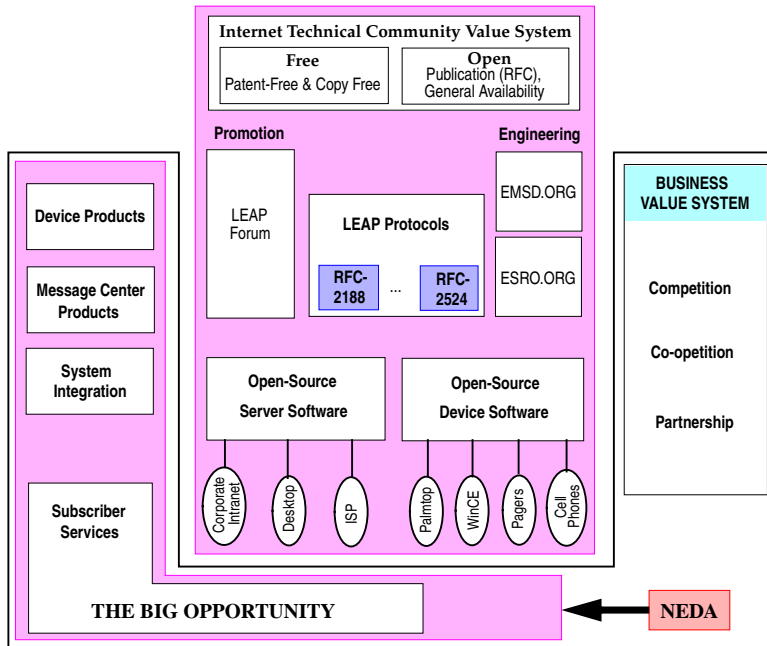 Internet Technical Community Value System
Free
Patent-Free & Copy Free
Open
Publication (RFC),
General Availability
Promotion
Engineering
LEAP
Forum
LEAP Protocols
RFC-
2188
...
RFC-
2524
EMSD.ORG
ESRO.ORG
Device Products
Message Center
Products
System
Integration
BUSINESS
VALUE SYSTEM
Competition
Co-opetition
Partnership
Open-Source
Server Software
Open-Source
Device Software
Corporate
Intranet
Desktop
ISP
Palmtop
WinCE
Pagers
Cell
Phones
Subscriber
Services
THE BIG OPPORTUNITY
NEDA